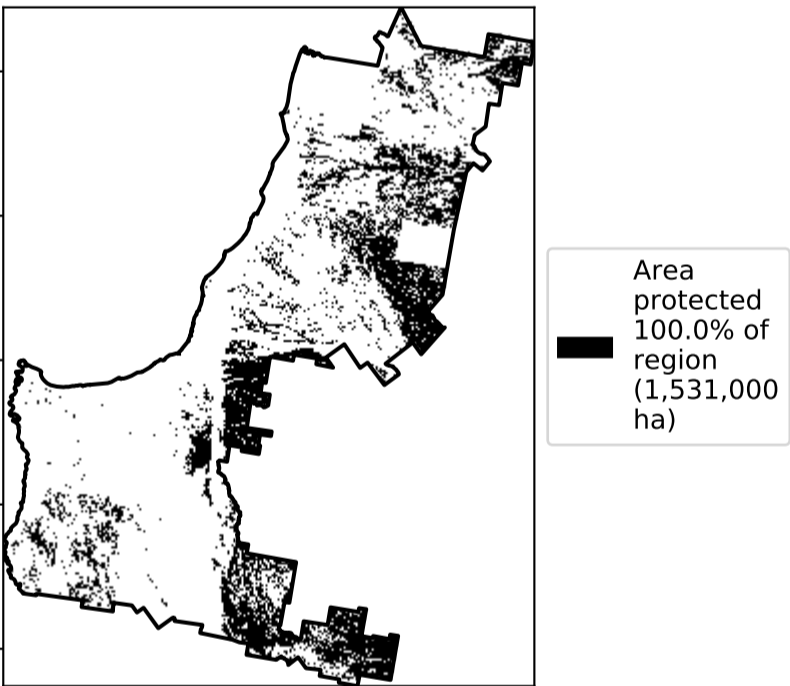 Area
protected
100.0% of
region
(1,531,000
ha)